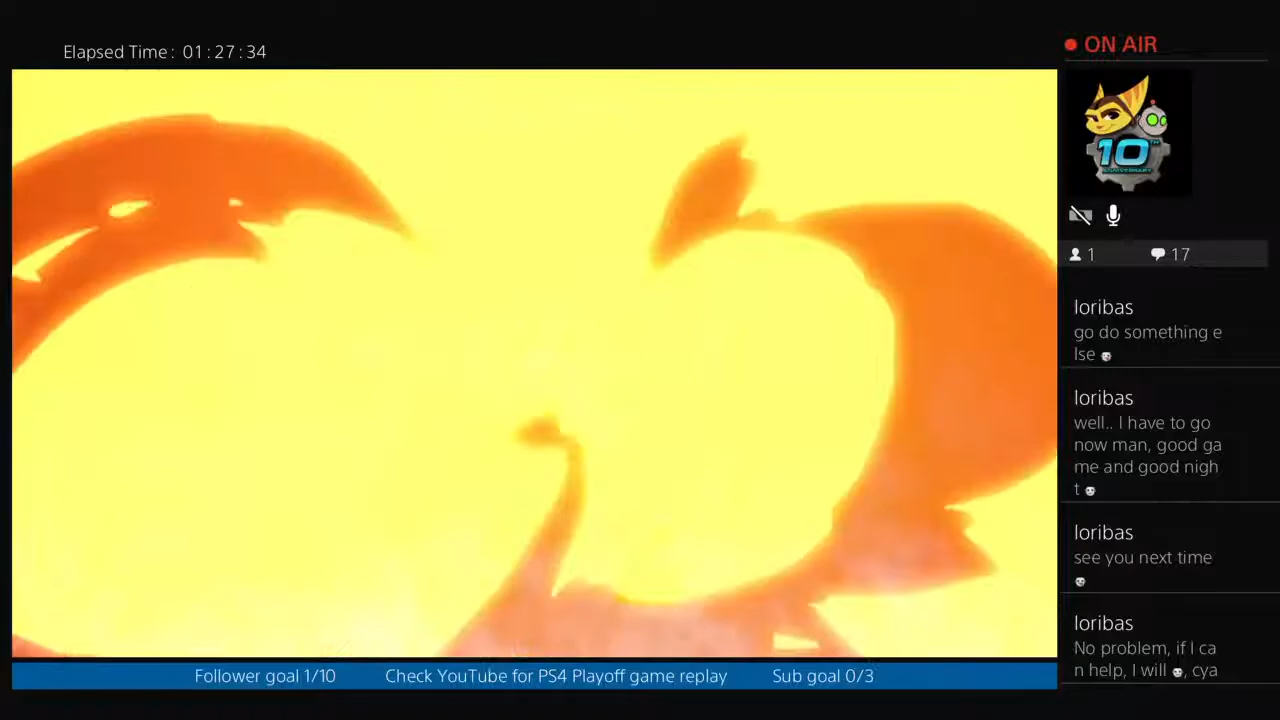 Elapsed Time: 01:27:34
ON AIR
10TH
ANNIVERSARY
1
17
loribas
go do something e
lse
loribas
well.. I have to go
now man, good ga
me and good nigh
t
loribas
see you next time
loribas
No problem, if I ca
n help, I will , cya
Follower goal 1/10
Check YouTube for PS4 Playoff game replay
Sub goal 0/3